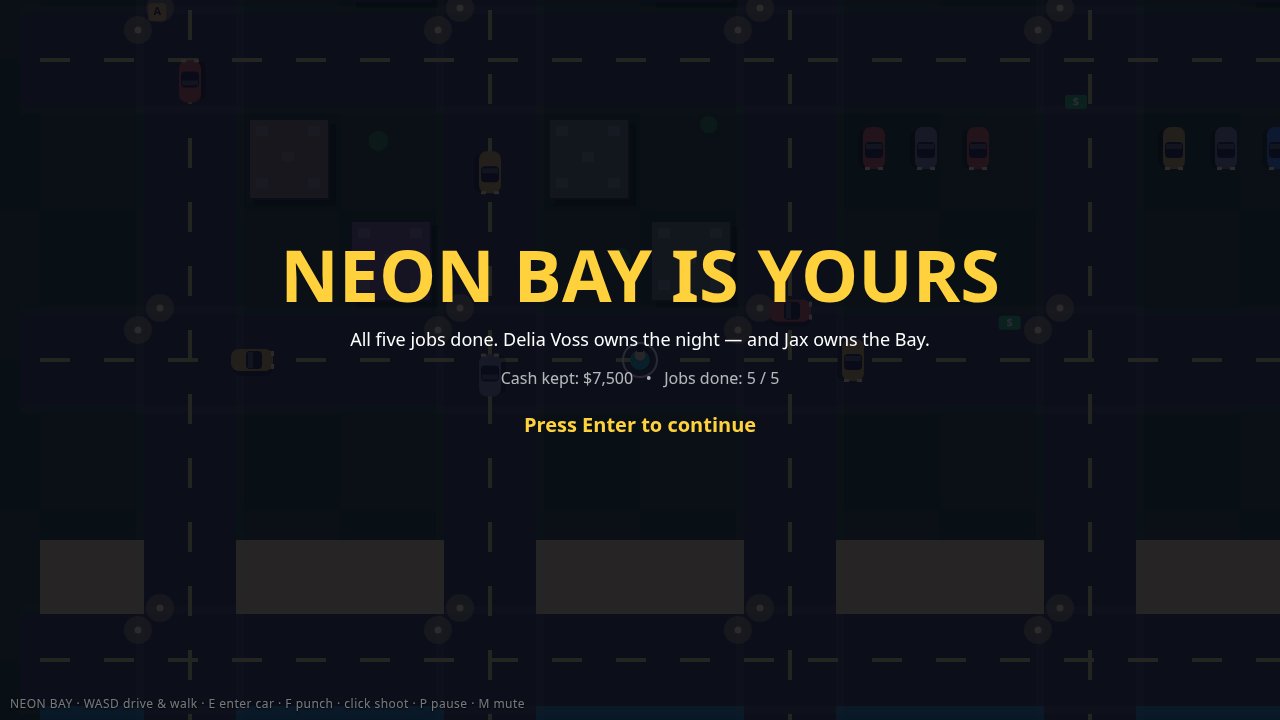 A
$
$
NEON BAY IS YOURS
All five jobs done. Delia Voss owns the night — and Jax owns the Bay.
Cash kept: $7,500 • Jobs done: 5 / 5
Press Enter to continue
NEON BAY · WASD drive & walk · E enter car · F punch · click shoot · P pause · M mute